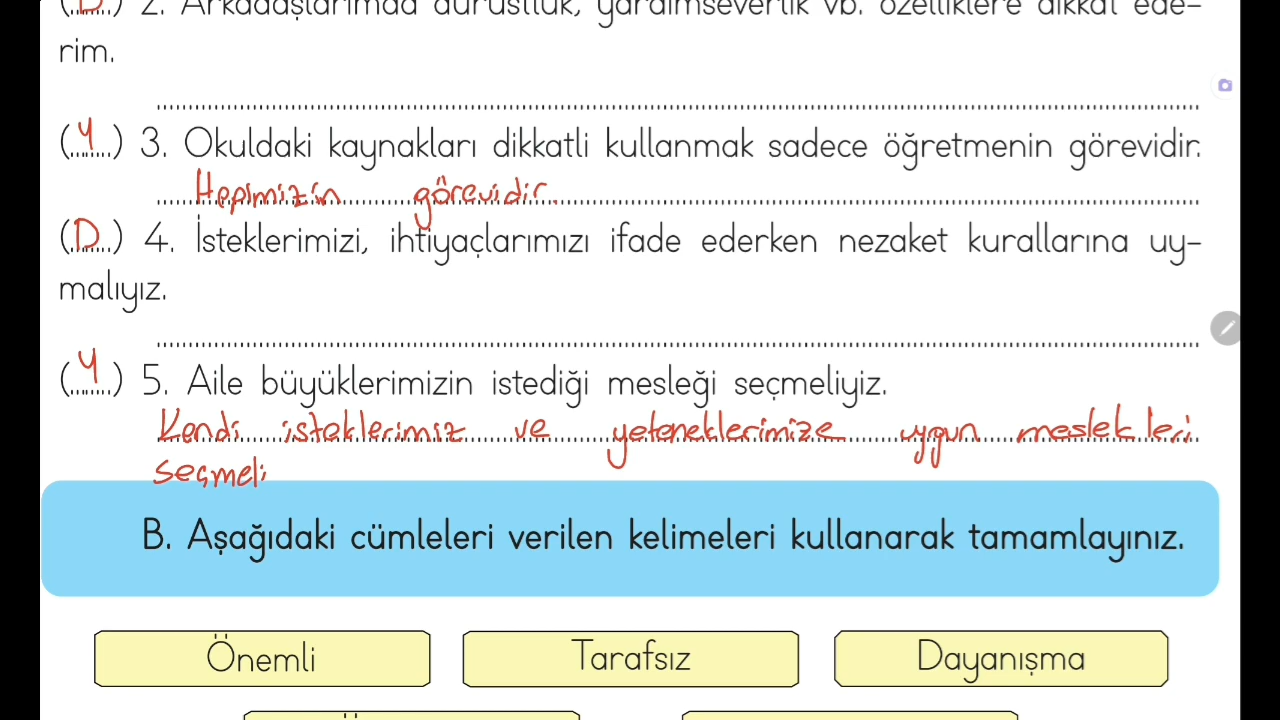 (D) 2. Arkadaşlarımda dürüstlük, yardımseverlik vb. özelliklere dikkat ede-
rim.
(Y) 3. Okuldaki kaynakları dikkatli kullanmak sadece öğretmenin görevidir.
Hepimizin görevidir.
(D) 4. İsteklerimizi, ihtiyaçlarımızı ifade ederken nezaket kurallarına uy-
malıyız.
(Y) 5. Aile büyüklerimizin istediği mesleği seçmeliyiz.
Kendi isteklerimiz ve yeteneklerimize uygun meslekleri
seçmeli
B. Aşağıdaki cümleleri verilen kelimeleri kullanarak tamamlayınız.
Önemli Tarafsız Dayanışma